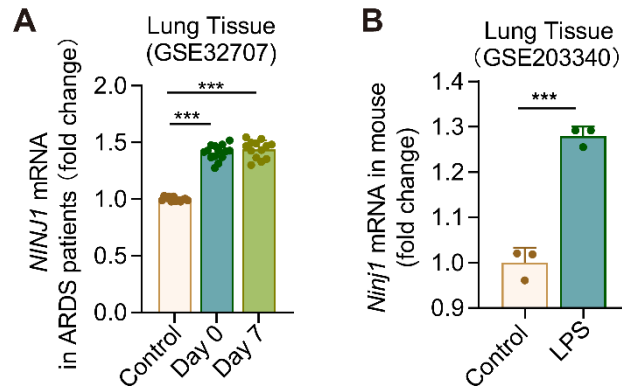 A
Lung Tissue
(GSE32707)
NINJ1 mRNA
in ARDS patients (fold change)
2.0
1.5
1.0
0.5
0.0
***
***
Control
Day 0
Day 7
B
Lung Tissue
(GSE203340)
Ninj1 mRNA in mouse
(fold change)
1.4
1.3
1.2
1.1
1.0
0.9
***
Control
LPS